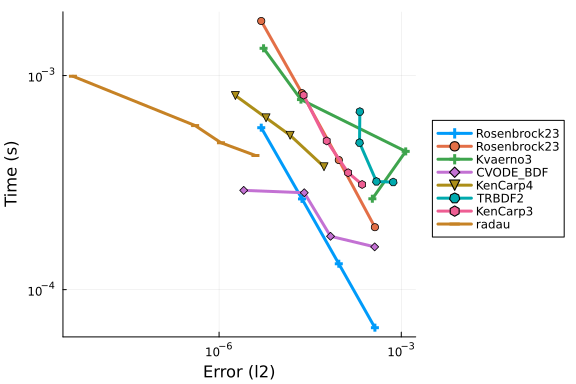 Time (s)
10⁻³
10⁻⁴
10⁻⁶
10⁻³
Error (l2)
Rosenbrock23
Rosenbrock23
Kvaerno3
CVODE_BDF
KenCarp4
TRBDF2
KenCarp3
radau